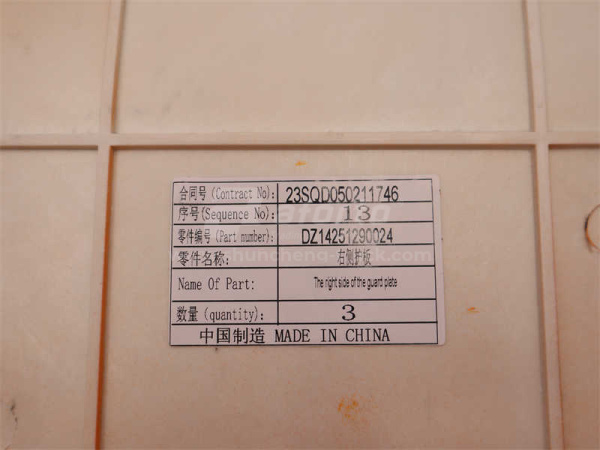 合同号 (Contract No): 23SQD050211746
序号(Sequence No): 13
零件编号 (Part number): DZ14251290024
零件名称: 右侧护板
Name Of Part: The right side of the guard plate
数量 (quantity): 3
中国制造 MADE IN CHINA